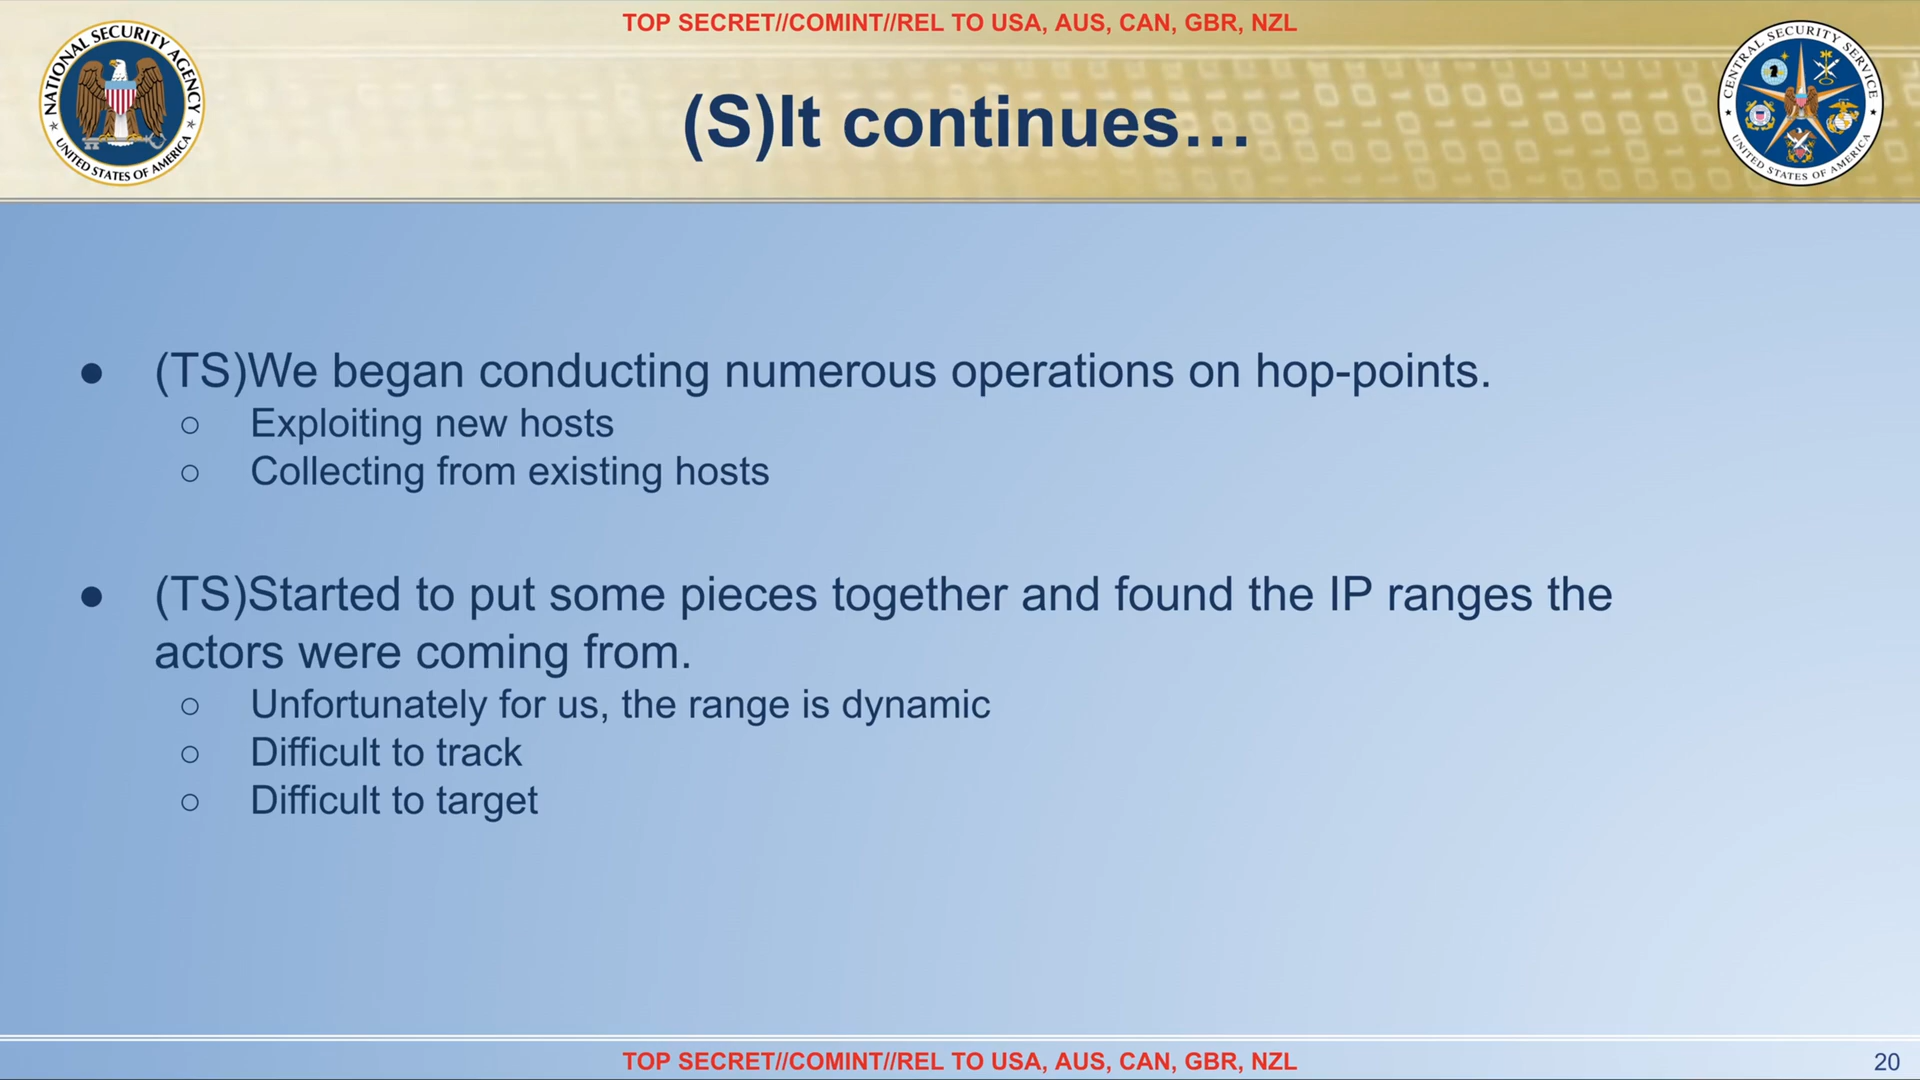 TOP SECRET//COMINT//REL TO USA, AUS, CAN, GBR, NZL
NATIONAL SECURITY AGENCY
UNITED STATES OF AMERICA
CENTRAL SECURITY SERVICE
UNITED STATES OF AMERICA
(S)It continues…
● (TS)We began conducting numerous operations on hop-points.
○ Exploiting new hosts
○ Collecting from existing hosts
● (TS)Started to put some pieces together and found the IP ranges the
actors were coming from.
○ Unfortunately for us, the range is dynamic
○ Difficult to track
○ Difficult to target
TOP SECRET//COMINT//REL TO USA, AUS, CAN, GBR, NZL
20